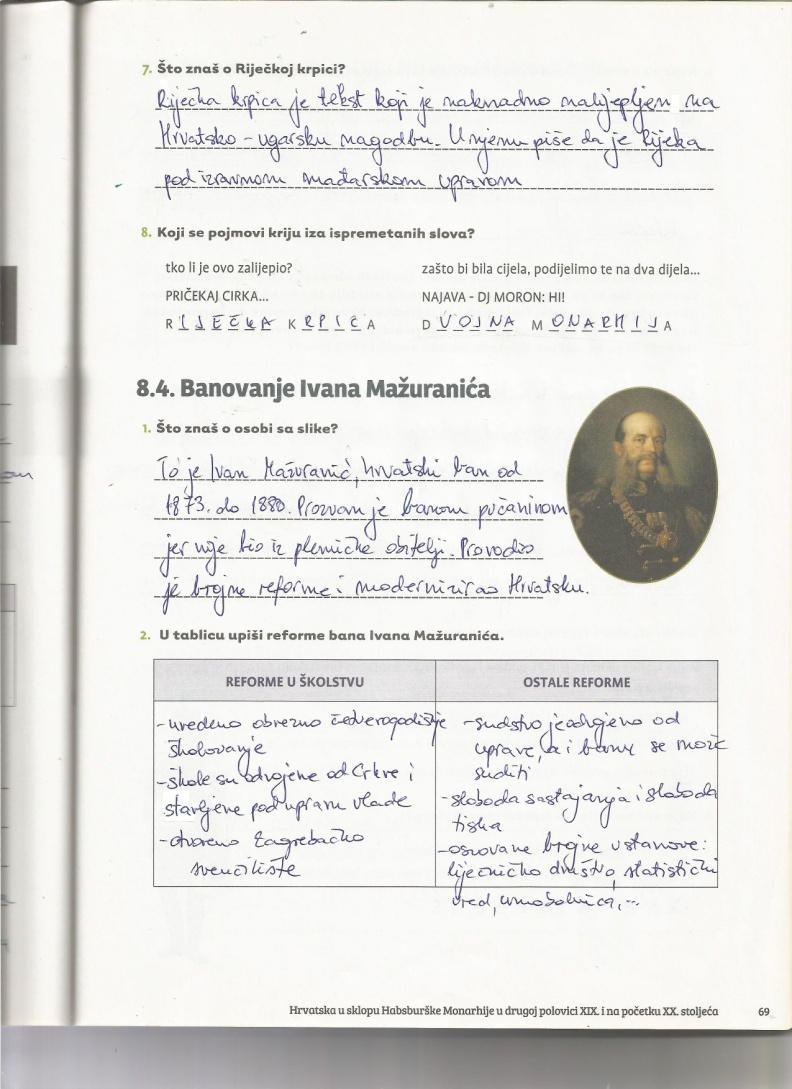 7. Što znaš o Riječkoj krpici?
Riječka krpica je tekst koji je naknadno nalijepljen na
Hrvatsko - ugarsku nagodbu. U njemu piše da je Rijeka
pod izravnom mađarskom upravom
8. Koji se pojmovi kriju iza ispremetanih slova?
tko li je ovo zalijepio?
PRIČEKAJ CIRKA...
R I J E Č K A K R P I C A
zašto bi bila cijela, podijelimo te na dva dijela...
NAJAVA - DJ MORON: HI!
D V O J N A M O N A R H I J A
8.4. Banovanje Ivana Mažuranića
1. Što znaš o osobi sa slike?
To je Ivan Mažuranić, hrvatski ban od
1873. do 1880. Prozvan je banom pučaninom
jer nije bio iz plemićke obitelji. Provodio
je brojne reforme i modernizirao Hrvatsku.
2. U tablicu upiši reforme bana Ivana Mažuranića.
REFORME U ŠKOLSTVU
- uvedeno obvezno četverogodišnje
školovanje
- škole su odvojene od Crkve i
stavljene pod upravu vlade
- otvoreno Zagrebačko
sveučilište
OSTALE REFORME
- sudstvo je odvojeno od
uprave, a i banu se može
suditi
- sloboda sastajanja i sloboda
tiska
- osnovane brojne ustanove:
liječničko društvo, statistički
ured, umobolnica, ...
Hrvatska u sklopu Habsburške Monarhije u drugoj polovici XIX. i na početku XX. stoljeća 69